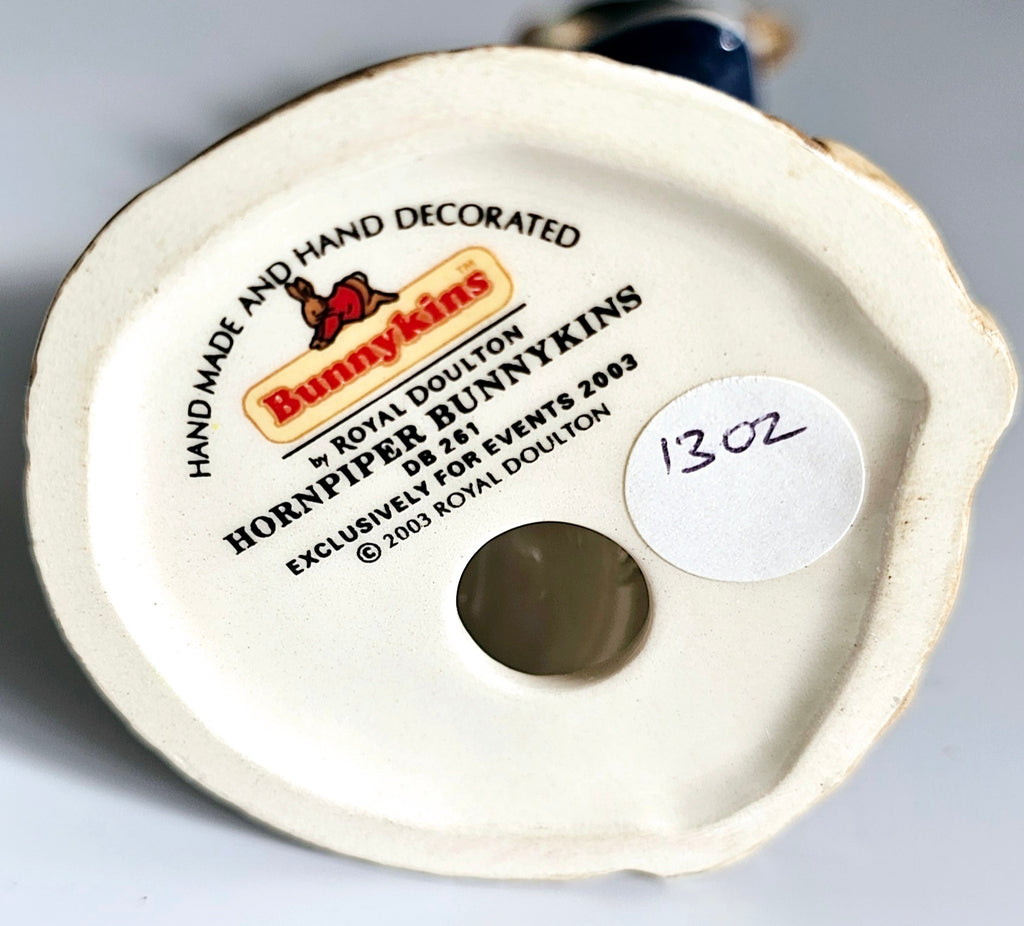 HAND MADE AND HAND DECORATED
Bunnykins™
by ROYAL DOULTON
HORNPIPER BUNNYKINS
DB 261
EXCLUSIVELY FOR EVENTS 2003
© 2003 ROYAL DOULTON
1302